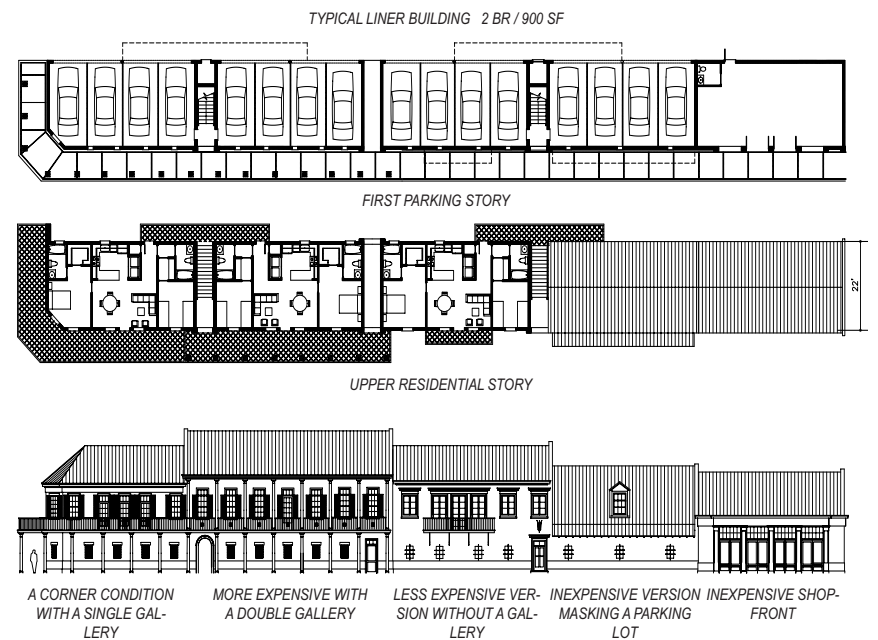 TYPICAL LINER BUILDING 2 BR / 900 SF
FIRST PARKING STORY
22'
UPPER RESIDENTIAL STORY
A CORNER CONDITION
WITH A SINGLE GAL-
LERY
MORE EXPENSIVE WITH
A DOUBLE GALLERY
LESS EXPENSIVE VER-
SION WITHOUT A GAL-
LERY
INEXPENSIVE VERSION
MASKING A PARKING
LOT
INEXPENSIVE SHOP-
FRONT